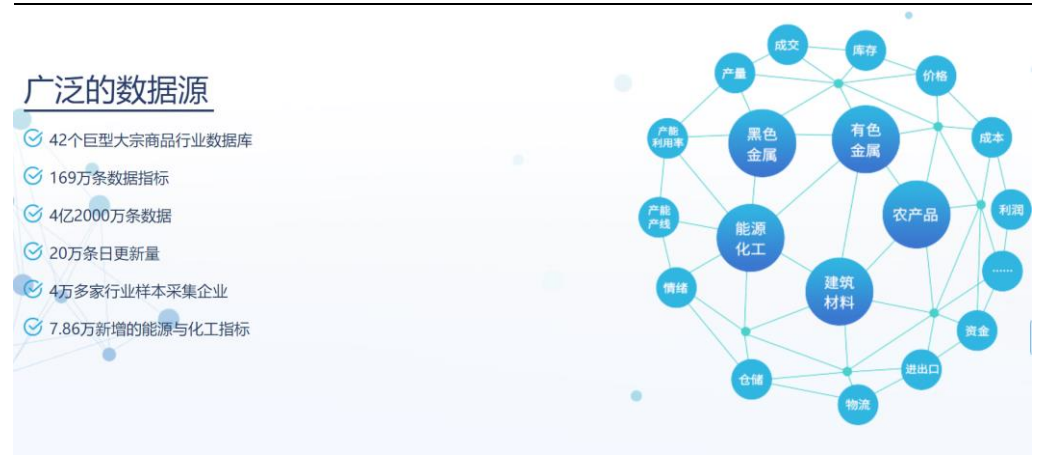 广泛的数据源
42个巨型大宗商品行业数据库
169万条数据指标
4亿2000万条数据
20万条日更新量
4万多家行业样本采集企业
7.86万新增的能源与化工指标
成交
库存
产量
价格
产能
利用率
黑色
金属
有色
金属
成本
产能
产线
能源
化工
农产品
利润
情绪
建筑
材料
......
资金
仓储
进出口
物流